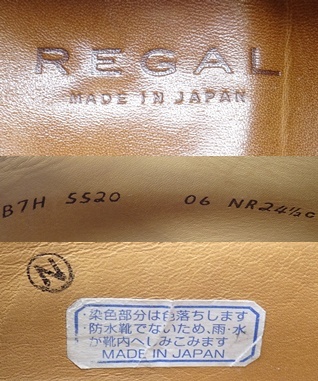 REGAL
MADE IN JAPAN
B7H 5520 06 NR24½C
N
・染色部分は色落ちします
・防水靴でないため、雨・水
が靴内へしみこみます
MADE IN JAPAN